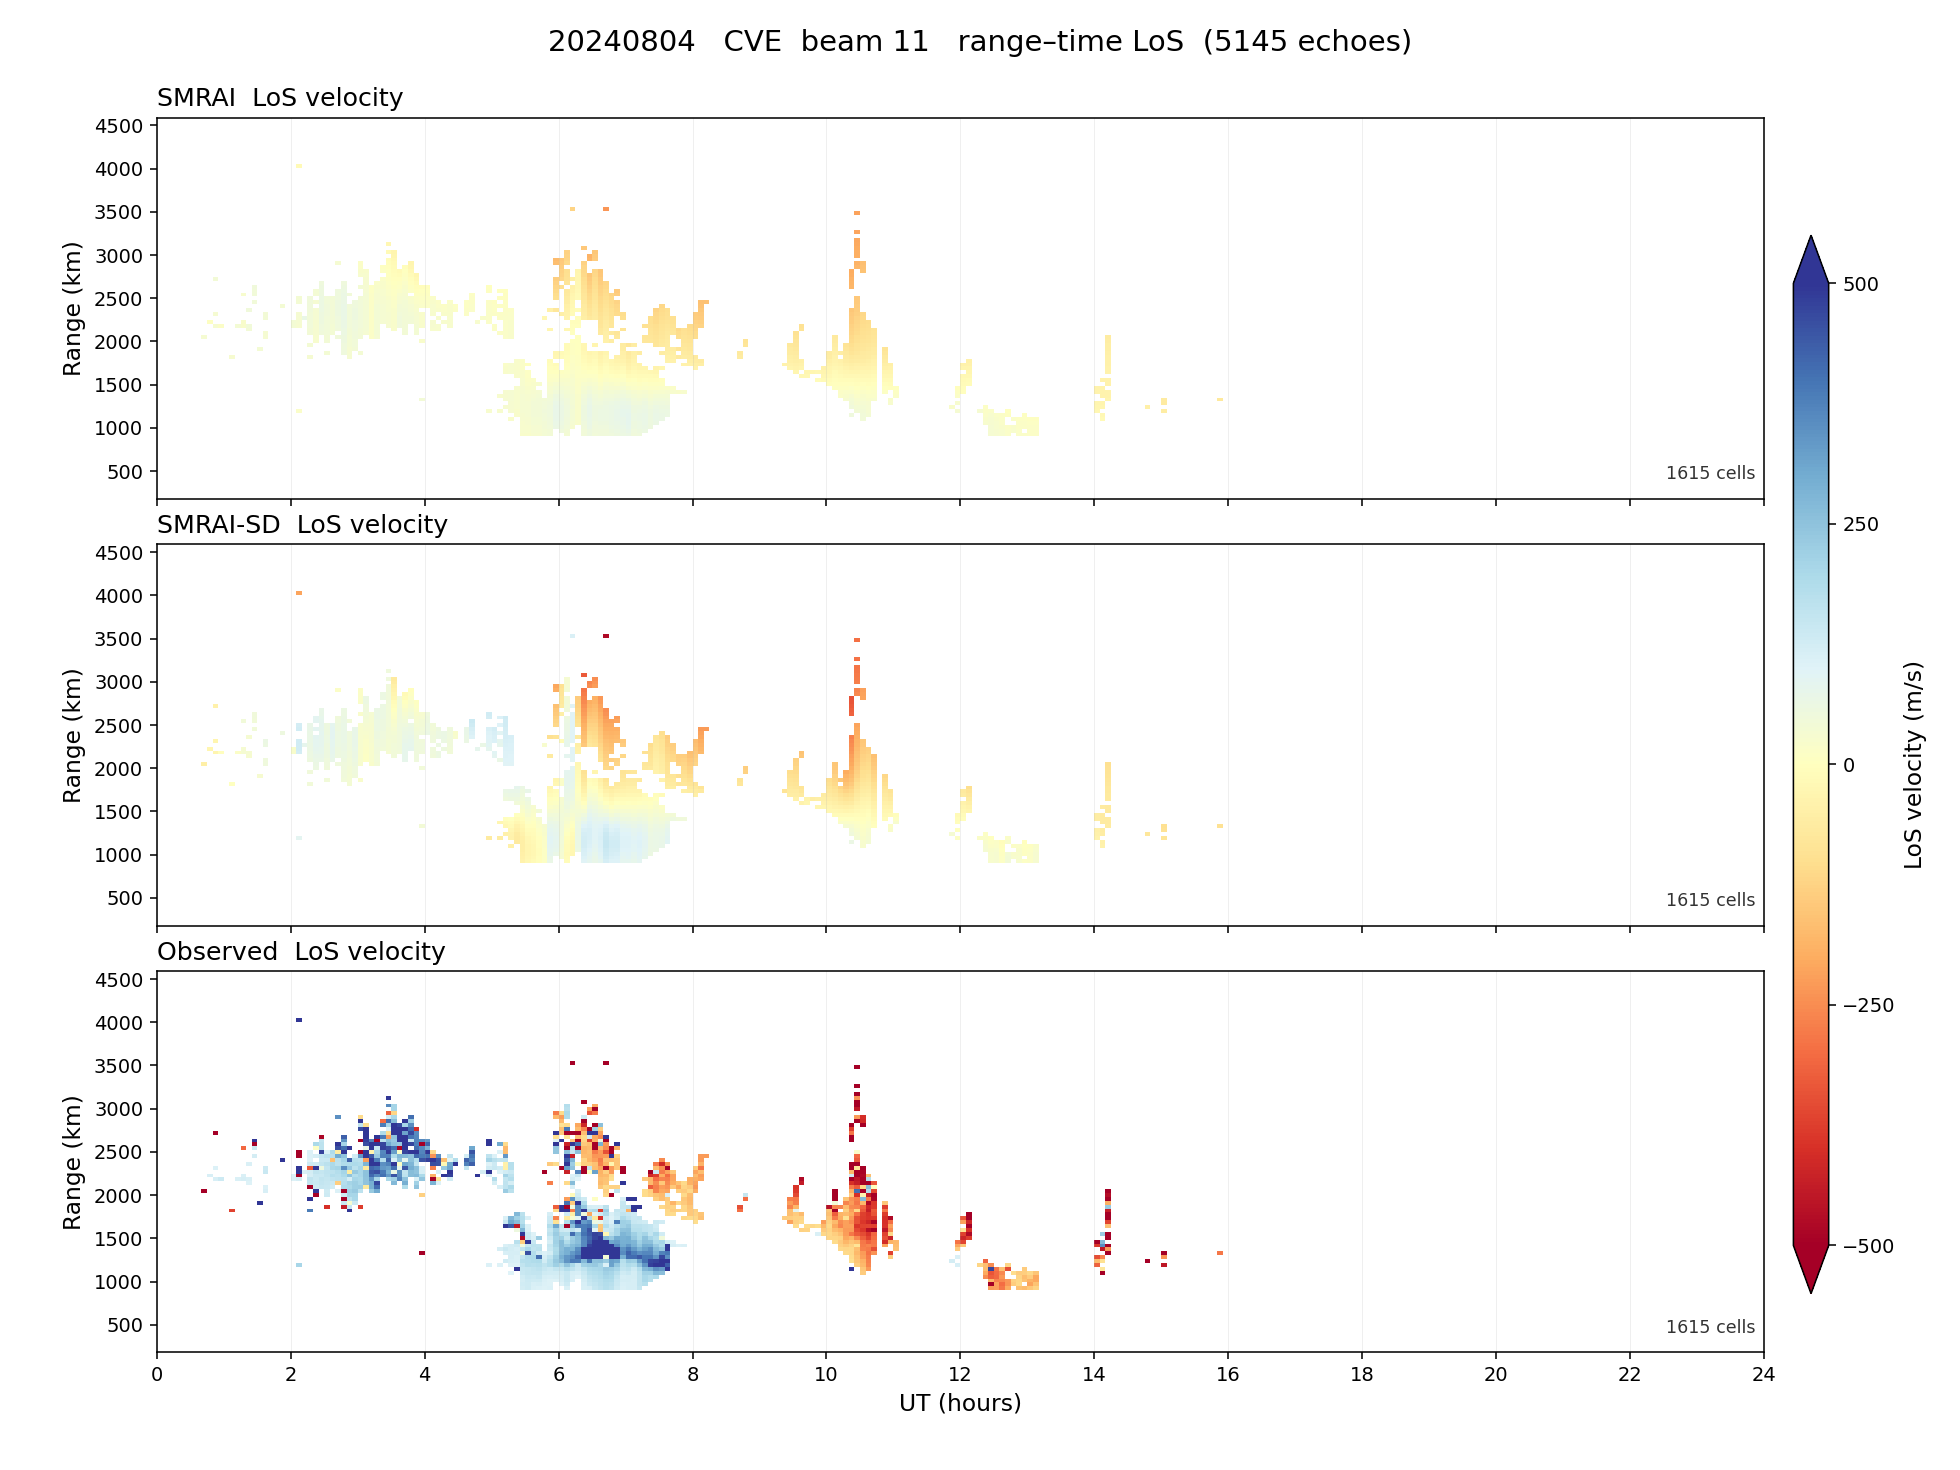 20240804   CVE  beam 11   range–time LoS  (5145 echoes)
SMRAI  LoS velocity
4500
4000
3500
3000
2500
2000
1500
1000
500
Range (km)
1615 cells
SMRAI-SD  LoS velocity
4500
4000
3500
3000
2500
2000
1500
1000
500
Range (km)
1615 cells
Observed  LoS velocity
4500
4000
3500
3000
2500
2000
1500
1000
500
Range (km)
1615 cells
0 2 4 6 8 10 12 14 16 18 20 22 24
UT (hours)
500
250
0
−250
−500
LoS velocity (m/s)